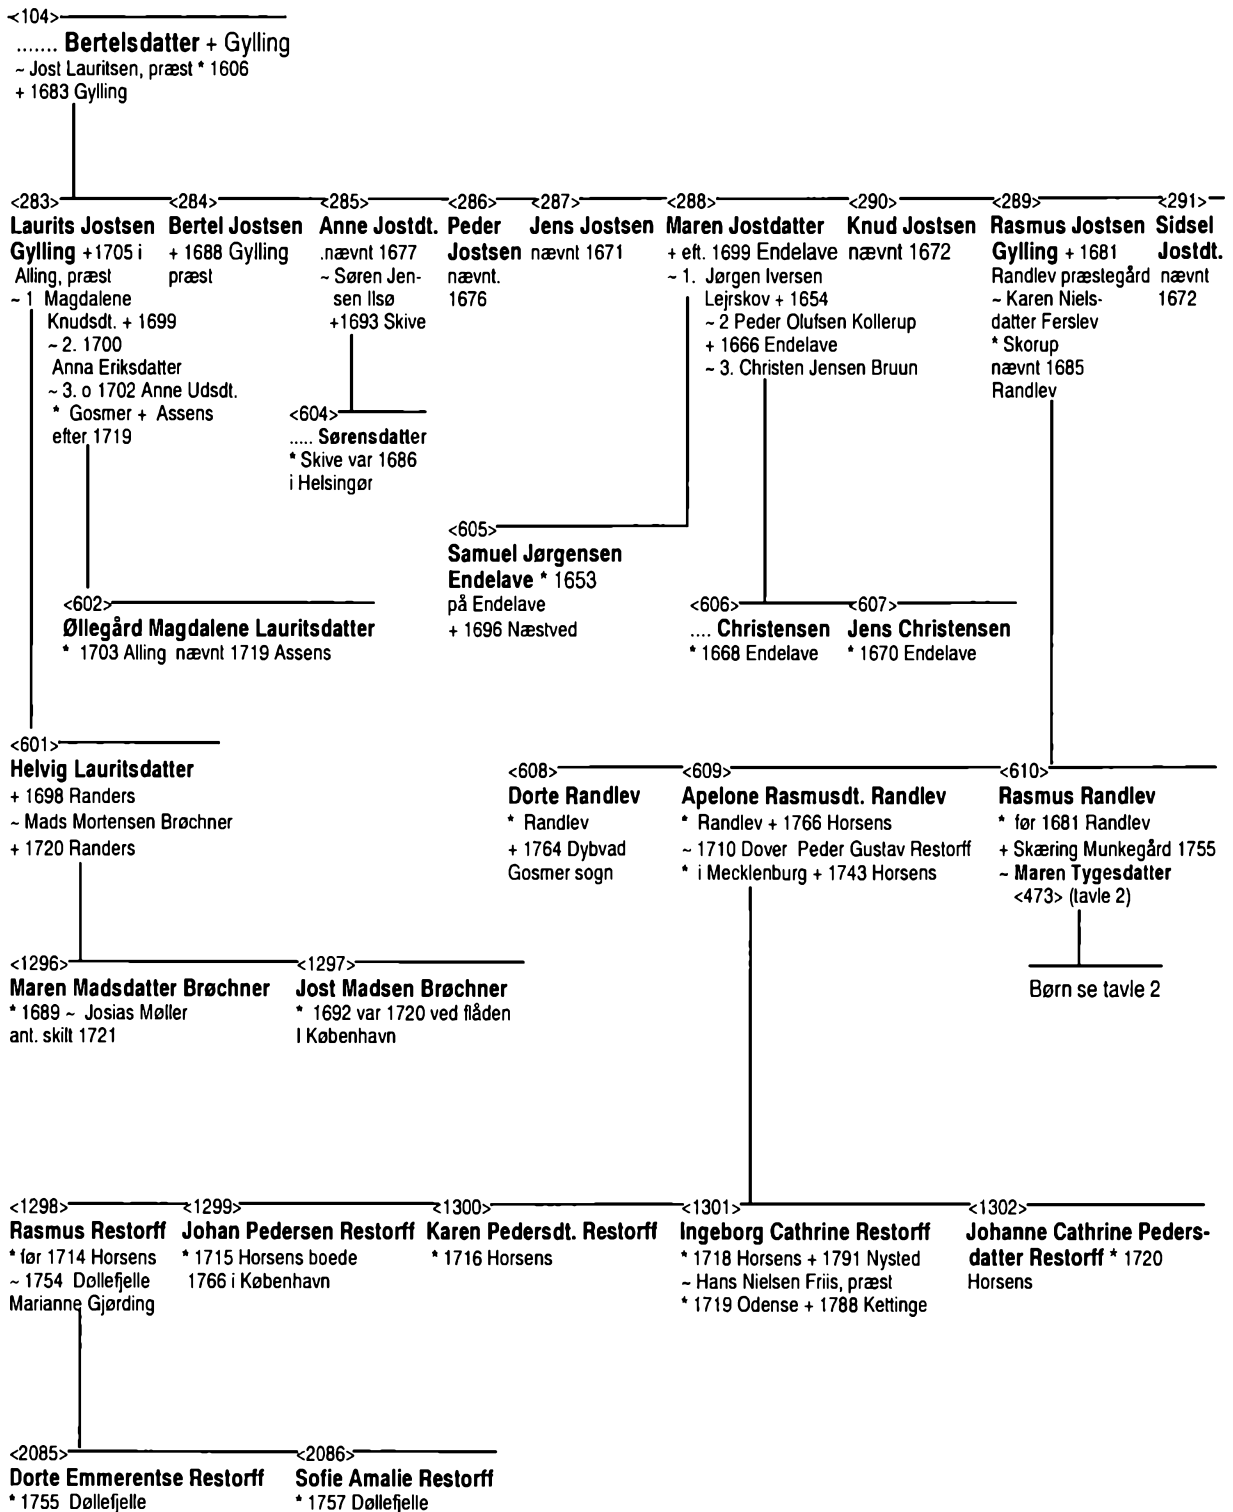 <104>
....... Bertelsdatter + Gylling
~ Jost Lauritsen, præst * 1606
+ 1683 Gylling
<283>
Laurits Jostsen
Gylling +1705 i
Alling, præst
~ 1 Magdalene
Knudsdt. + 1699
~ 2. 1700
Anna Eriksdatter
~ 3. o 1702 Anne Udsdt.
* Gosmer + Assens
efter 1719
<284>
Bertel Jostsen
+ 1688 Gylling
præst
<285>
Anne Jostdt.
.nævnt 1677
~ Søren Jen-
sen Ilsø
+1693 Skive
<286>
Peder
Jostsen
nævnt.
1676
<287>
Jens Jostsen
nævnt 1671
<288>
Maren Jostdatter
+ eft. 1699 Endelave
~ 1. Jørgen Iversen
Lejrskov + 1654
~ 2 Peder Olufsen Kollerup
+ 1666 Endelave
~ 3. Christen Jensen Bruun
<290>
Knud Jostsen
nævnt 1672
<289>
Rasmus Jostsen
Gylling + 1681
Randlev præstegård
~ Karen Niels-
datter Ferslev
* Skorup
nævnt 1685
Randlev
<291>
Sidsel
Jostdt.
nævnt
1672
<604>
..... Sørensdatter
* Skive var 1686
i Helsingør
<605>
Samuel Jørgensen
Endelave * 1653
på Endelave
+ 1696 Næstved
<602>
Øllegård Magdalene Lauritsdatter
* 1703 Alling nævnt 1719 Assens
<606>
.... Christensen
* 1668 Endelave
<607>
Jens Christensen
* 1670 Endelave
<601>
Helvig Lauritsdatter
+ 1698 Randers
~ Mads Mortensen Brøchner
+ 1720 Randers
<608>
Dorte Randlev
* Randlev
+ 1764 Dybvad
Gosmer sogn
<609>
Apelone Rasmusdt. Randlev
* Randlev + 1766 Horsens
~ 1710 Dover Peder Gustav Restorff
* i Mecklenburg + 1743 Horsens
<610>
Rasmus Randlev
* før 1681 Randlev
+ Skæring Munkegård 1755
~ Maren Tygesdatter
<473> (tavle 2)
Børn se tavle 2
<1296>
Maren Madsdatter Brøchner
* 1689 ~ Josias Møller
ant. skilt 1721
<1297>
Jost Madsen Brøchner
* 1692 var 1720 ved flåden
I København
<1298>
Rasmus Restorff
* før 1714 Horsens
~ 1754 Døllefjelle
Marianne Gjørding
<1299>
Johan Pedersen Restorff
* 1715 Horsens boede
1766 i København
<1300>
Karen Pedersdt. Restorff
* 1716 Horsens
<1301>
Ingeborg Cathrine Restorff
* 1718 Horsens + 1791 Nysted
~ Hans Nielsen Friis, præst
* 1719 Odense + 1788 Kettinge
<1302>
Johanne Cathrine Peders-
datter Restorff * 1720
Horsens
<2085>
Dorte Emmerentse Restorff
* 1755 Døllefjelle
<2086>
Sofie Amalie Restorff
* 1757 Døllefjelle